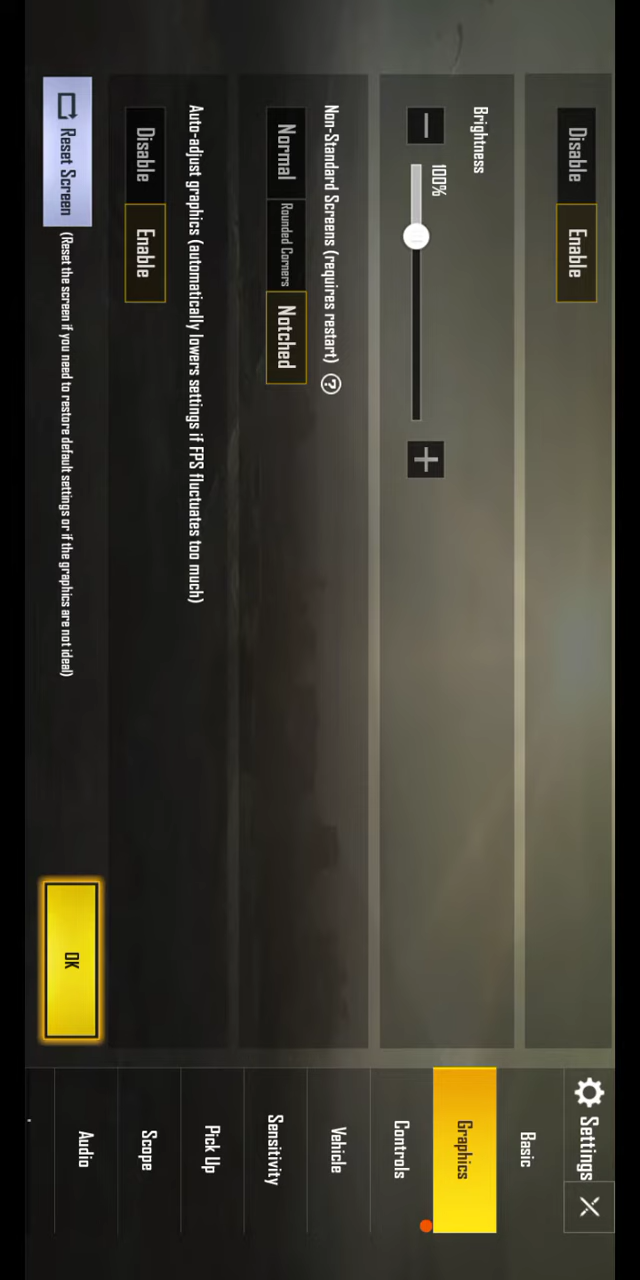 Settings
Basic
Graphics
Controls
Vehicle
Sensitivity
Pick Up
Scope
Audio
Disable Enable
Brightness
100%
Non-Standard Screens (requires restart) ?
Normal Rounded Corners Notched
Auto-adjust graphics (automatically lowers settings if FPS fluctuates too much)
Disable Enable
Reset Screen (Reset the screen if you need to restore default settings or if the graphics are not ideal)
OK